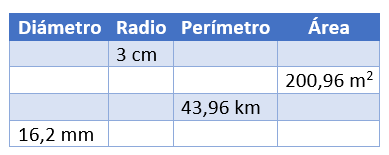 Diámetro Radio Perímetro Área
3 cm
200,96 m²
43,96 km
16,2 mm